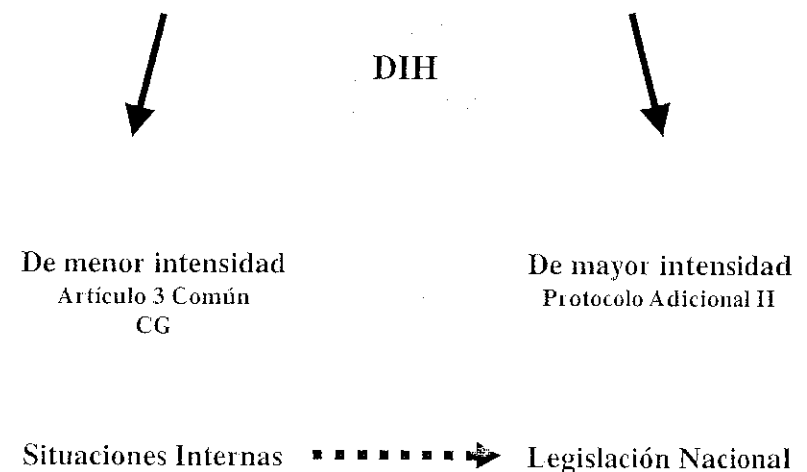 DIH
De menor intensidad
Artículo 3 Común
CG
De mayor intensidad
Protocolo Adicional II
Situaciones Internas
Legislación Nacional